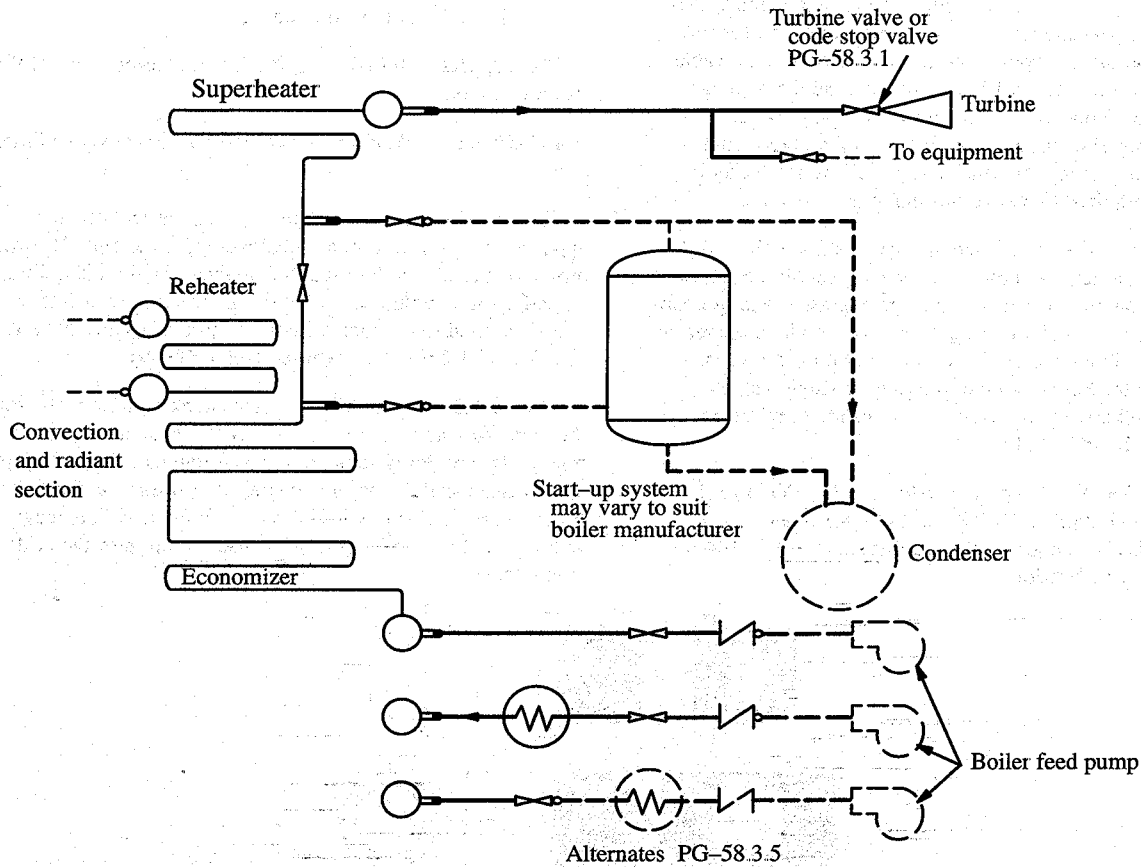 Turbine valve or
code stop valve
PG–58.3.1
Superheater
Turbine
To equipment
Reheater
Convection
and radiant
section
Start–up system
may vary to suit
boiler manufacturer
Condenser
Economizer
Boiler feed pump
Alternates PG–58.3.5